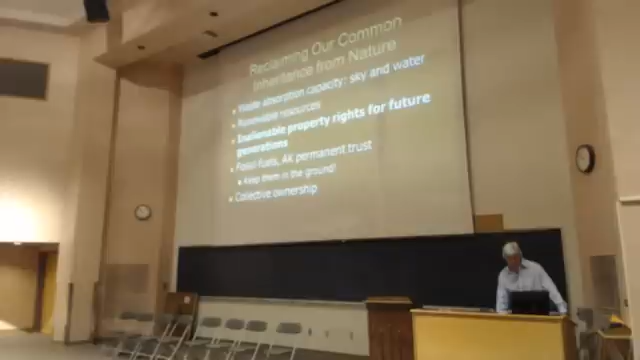 Reclaiming Our Common
Inheritance from Nature
Waste absorption capacity: sky and water
Renewable resources
Inalienable property rights for future
generations
Fossil fuels, AK permanent trust
Keep them in the ground!
Collective ownership